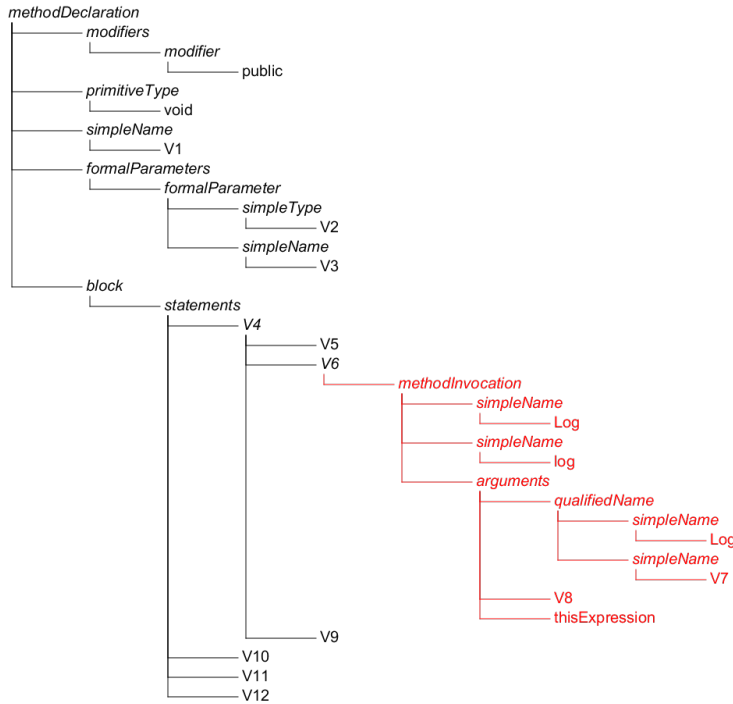 methodDeclaration
modifiers
modifier
public
primitiveType
void
simpleName
V1
formalParameters
formalParameter
simpleType
V2
simpleName
V3
block
statements
V4
V5
V6
methodInvocation
simpleName
Log
simpleName
log
arguments
qualifiedName
simpleName
Log
simpleName
V7
V8
thisExpression
V9
V10
V11
V12